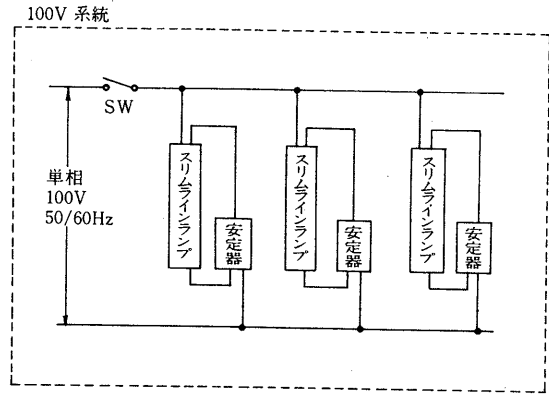 100V 系統
SW
単相
100V
50/60Hz
スリムラインランプ
安定器
スリムラインランプ
安定器
スリムラインランプ
安定器